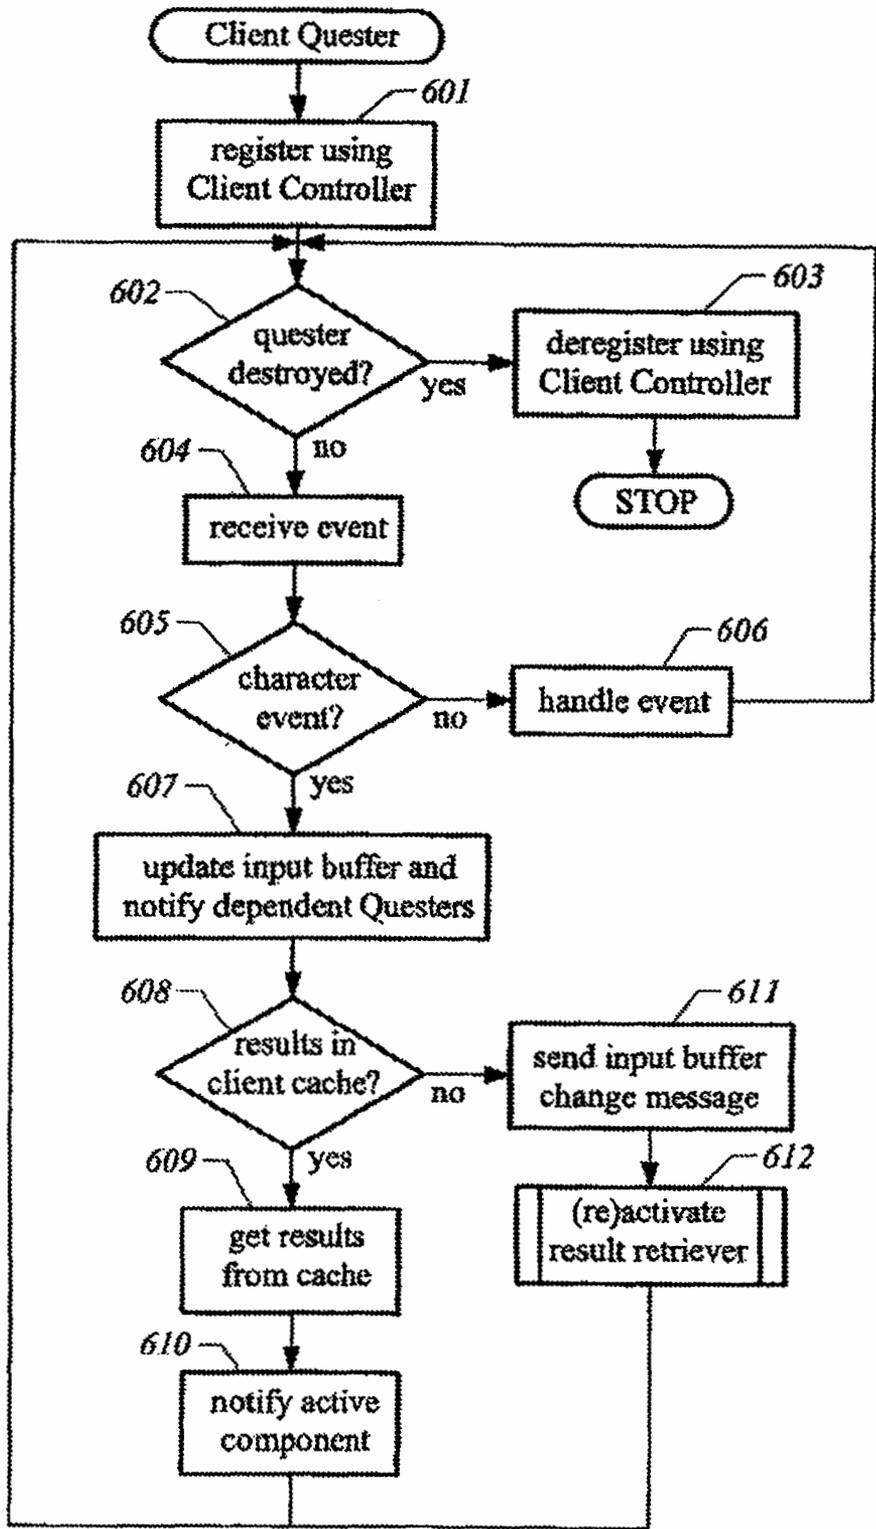 Client Quester
601
register using
Client Controller
602
quester
destroyed?
yes
no
603
deregister using
Client Controller
STOP
604
receive event
605
character
event?
no
yes
606
handle event
607
update input buffer and
notify dependent Questers
608
results in
client cache?
no
yes
611
send input buffer
change message
612
(re)activate
result retriever
609
get results
from cache
610
notify active
component